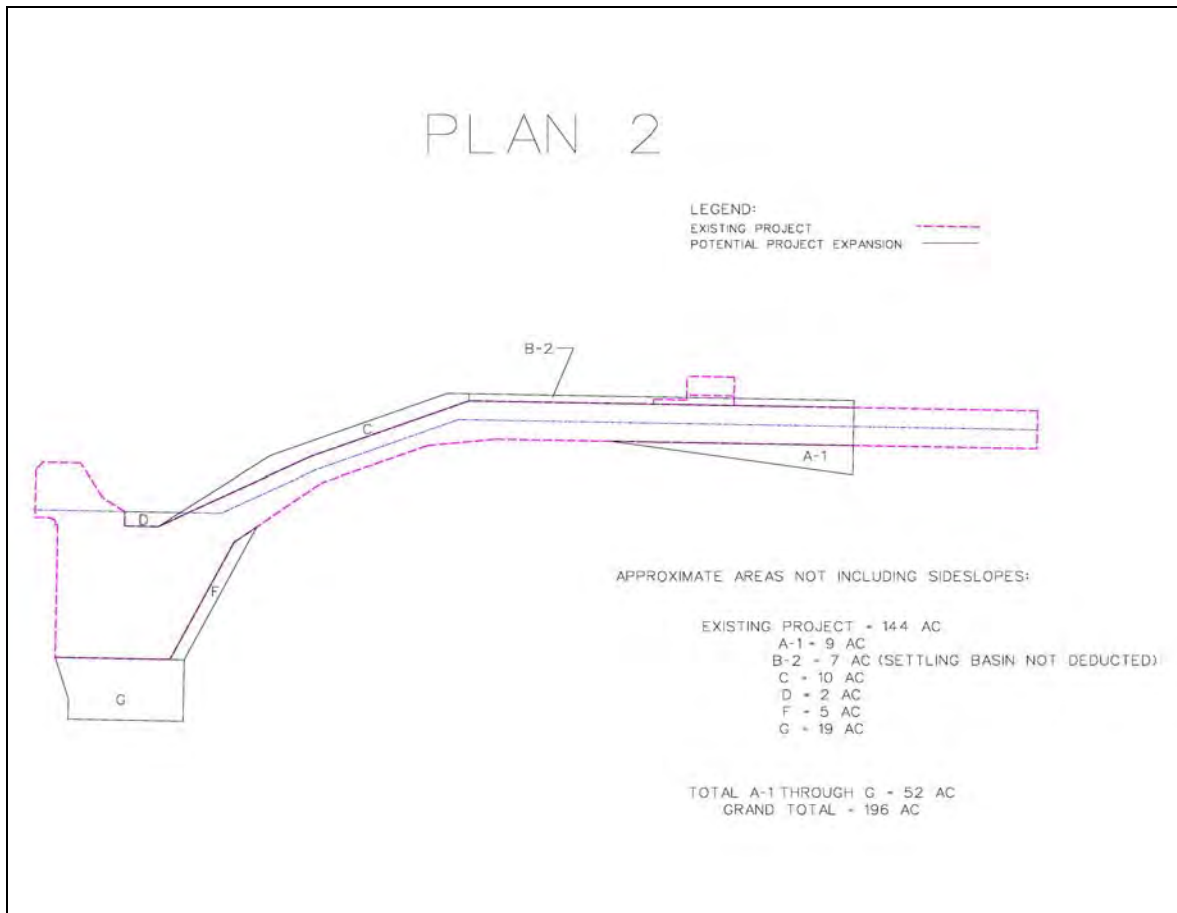 PLAN 2
LEGEND:
EXISTING PROJECT
POTENTIAL PROJECT EXPANSION
B-2
C
A-1
D
F
G
APPROXIMATE AREAS NOT INCLUDING SIDESLOPES:
EXISTING PROJECT = 144 AC
A-1 = 9 AC
B-2 = 7 AC (SETTLING BASIN NOT DEDUCTED)
C = 10 AC
D = 2 AC
F = 5 AC
G = 19 AC
TOTAL A-1 THROUGH G = 52 AC
GRAND TOTAL = 196 AC